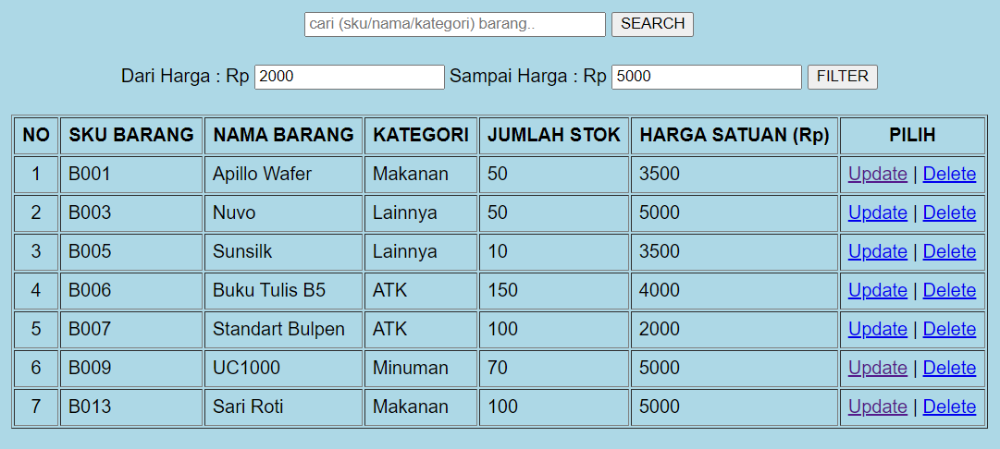 cari (sku/nama/kategori) barang.. SEARCH
Dari Harga : Rp 2000 Sampai Harga : Rp 5000 FILTER
NO SKU BARANG NAMA BARANG KATEGORI JUMLAH STOK HARGA SATUAN (Rp) PILIH
1 B001 Apillo Wafer Makanan 50 3500 Update | Delete
2 B003 Nuvo Lainnya 50 5000 Update | Delete
3 B005 Sunsilk Lainnya 10 3500 Update | Delete
4 B006 Buku Tulis B5 ATK 150 4000 Update | Delete
5 B007 Standart Bulpen ATK 100 2000 Update | Delete
6 B009 UC1000 Minuman 70 5000 Update | Delete
7 B013 Sari Roti Makanan 100 5000 Update | Delete